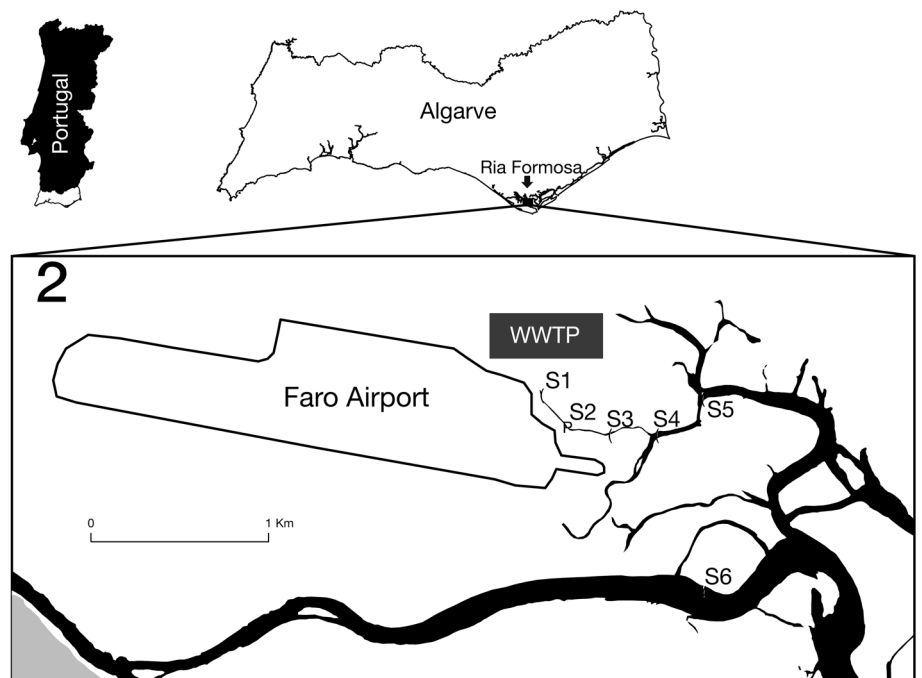 Portugal
Algarve
Ria Formosa
2
WWTP
Faro Airport
S1
S2
S3
S4
S5
0
1 Km
S6